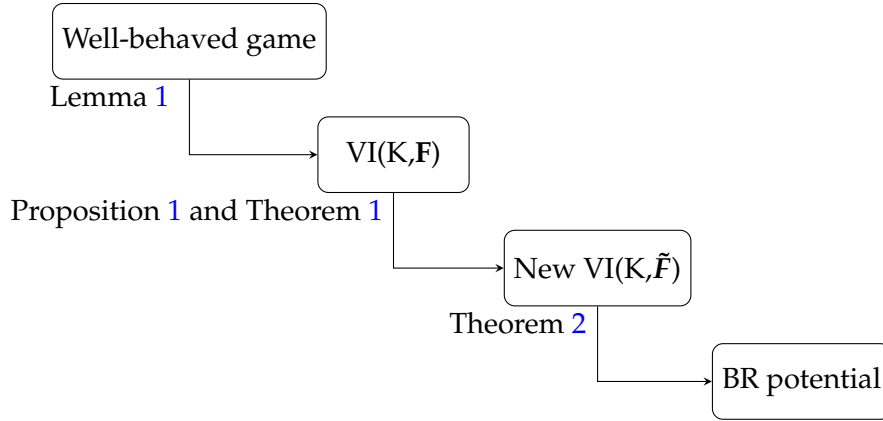 Well-behaved game
Lemma 1
VI(K,F)
Proposition 1 and Theorem 1
New VI(K,F̃)
Theorem 2
BR potential